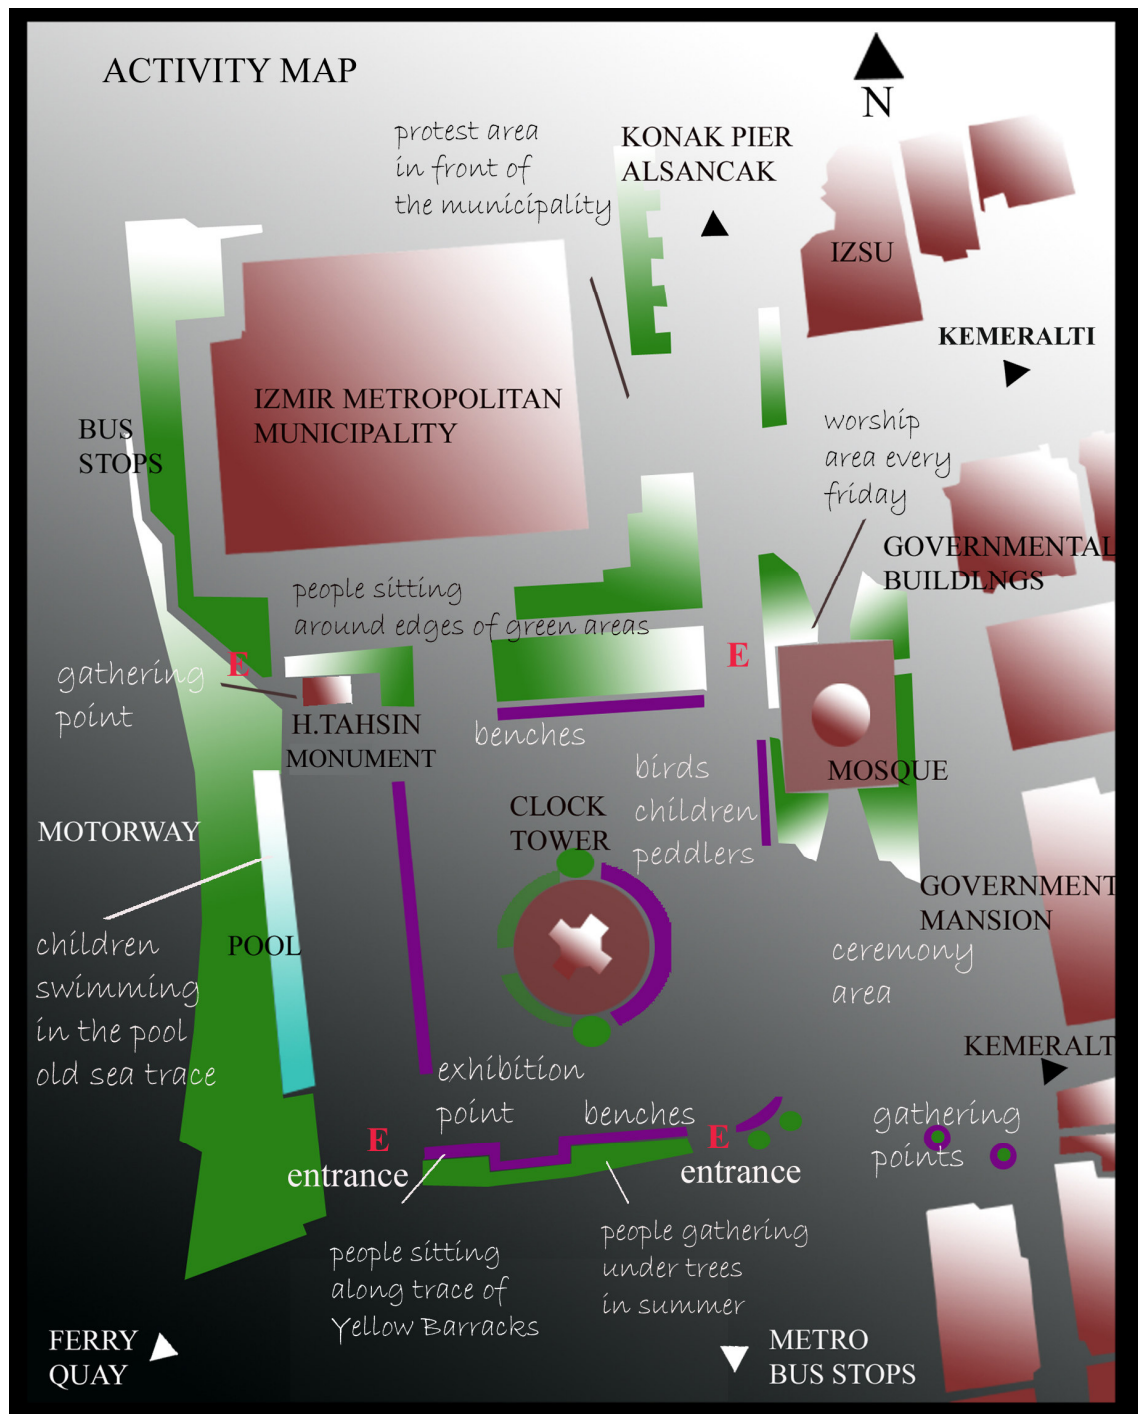 ACTIVITY MAP
N
protest area
in front of
the municipality
KONAK PIER
ALSANCAK
IZSU
KEMERALTI
IZMIR METROPOLITAN
MUNICIPALITY
BUS
STOPS
worship
area every
friday
GOVERNMENTAL
BUILDLNGS
people sitting
around edges of green areas
E
E
gathering
point
H.TAHSIN
MONUMENT
benches
birds
children
peddlers
MOSQUE
CLOCK
TOWER
MOTORWAY
GOVERNMENT
MANSION
POOL
children
swimming
in the pool
old sea trace
ceremony
area
KEMERALT
exhibition
point
benches
E
entrance
E
entrance
gathering
points
people sitting
along trace of
Yellow Barracks
people gathering
under trees
in summer
FERRY
QUAY
METRO
BUS STOPS